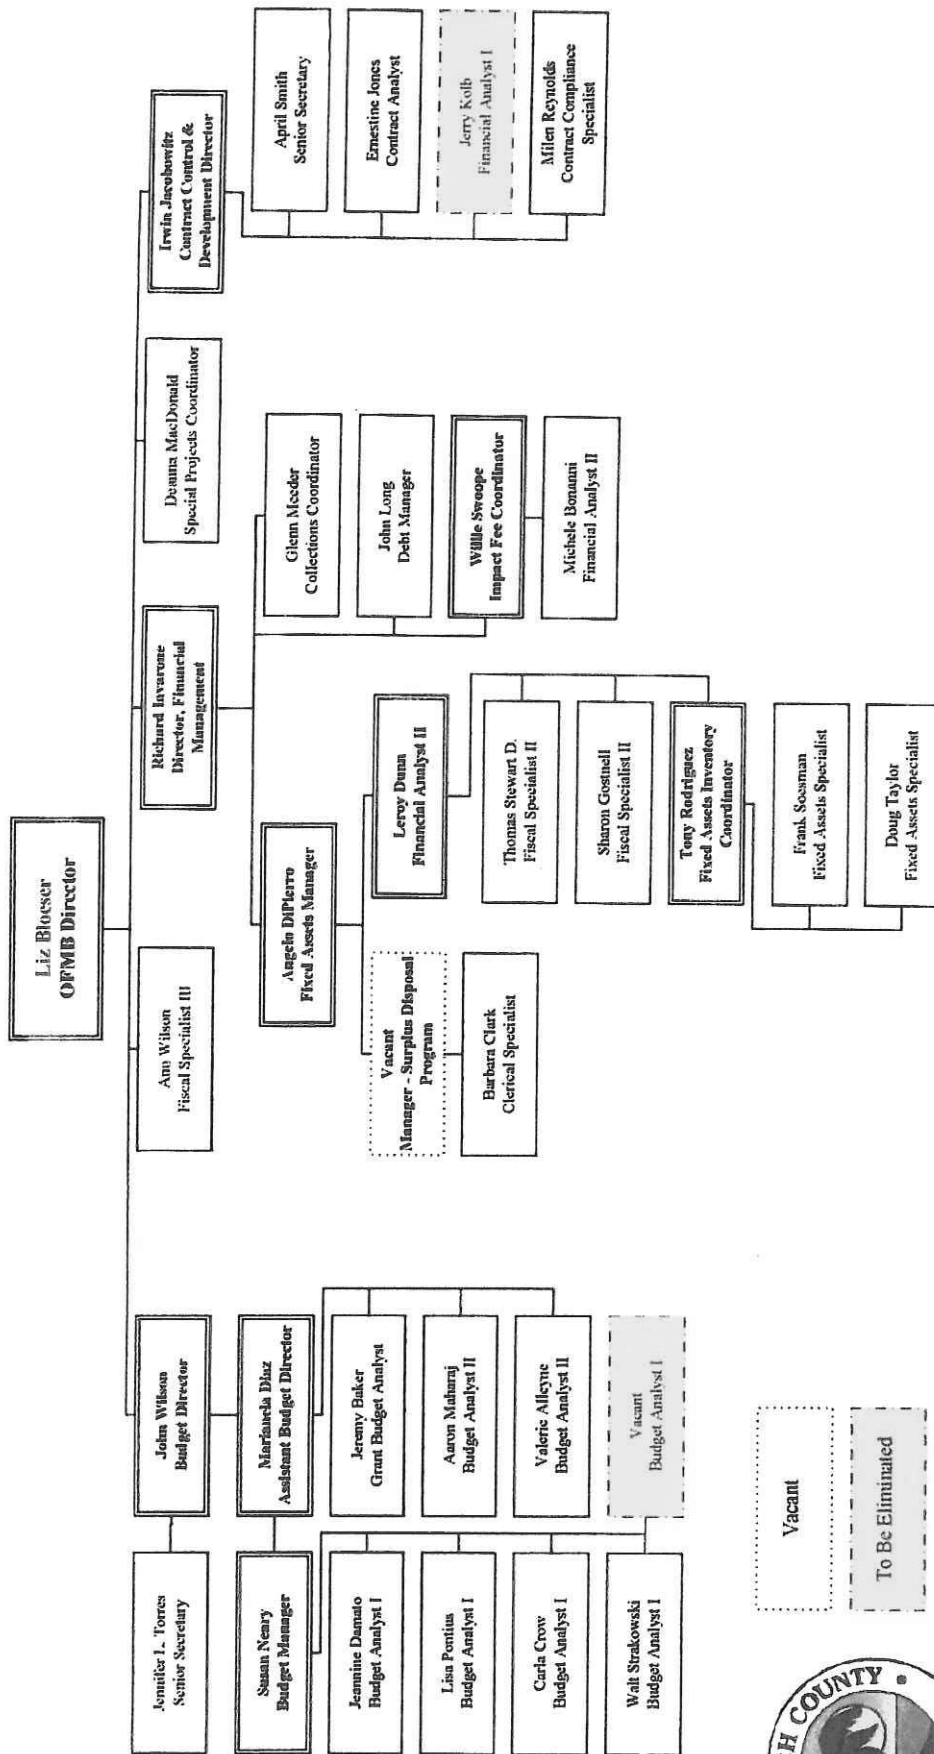 Liz Bloeser
OFMB Director
John Wilson
Budget Director
Ann Wilson
Fiscal Specialist III
Richard Iavarone
Director, Financial
Management
Deanna MacDonald
Special Projects Coordinator
Irwin Jacobowitz
Contract Control &
Development Director
Jennifer L. Torres
Senior Secretary
Marianela Diaz
Assistant Budget Director
Susan Neary
Budget Manager
Jeannine Damato
Budget Analyst I
Lisa Pontius
Budget Analyst I
Carla Crow
Budget Analyst I
Walt Strakowski
Budget Analyst I
Jeremy Baker
Grant Budget Analyst
Aaron Maharaj
Budget Analyst II
Valerie Alleyne
Budget Analyst II
Vacant
Budget Analyst I
Angelo DiPierro
Fixed Assets Manager
Vacant
Manager - Surplus Disposal
Program
Barbara Clark
Clerical Specialist
Leroy Dunn
Financial Analyst II
Thomas Stewart D.
Fiscal Specialist II
Sharon Gostnell
Fiscal Specialist II
Tony Rodriguez
Fixed Assets Inventory
Coordinator
Frank Soesman
Fixed Assets Specialist
Doug Taylor
Fixed Assets Specialist
Glenn Meeder
Collections Coordinator
John Long
Debt Manager
Willie Swoope
Impact Fee Coordinator
Michele Bonanni
Financial Analyst II
April Smith
Senior Secretary
Ernestine Jones
Contract Analyst
Jerry Kolb
Financial Analyst I
Milen Reynolds
Contract Compliance
Specialist
Vacant
To Be Eliminated
COUNTY